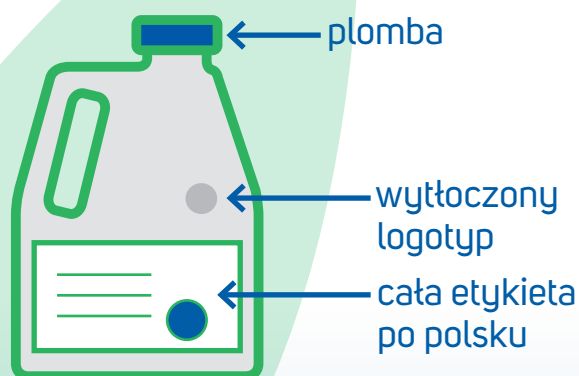 plomba
wytłoczony
logotyp
cała etykieta
po polsku